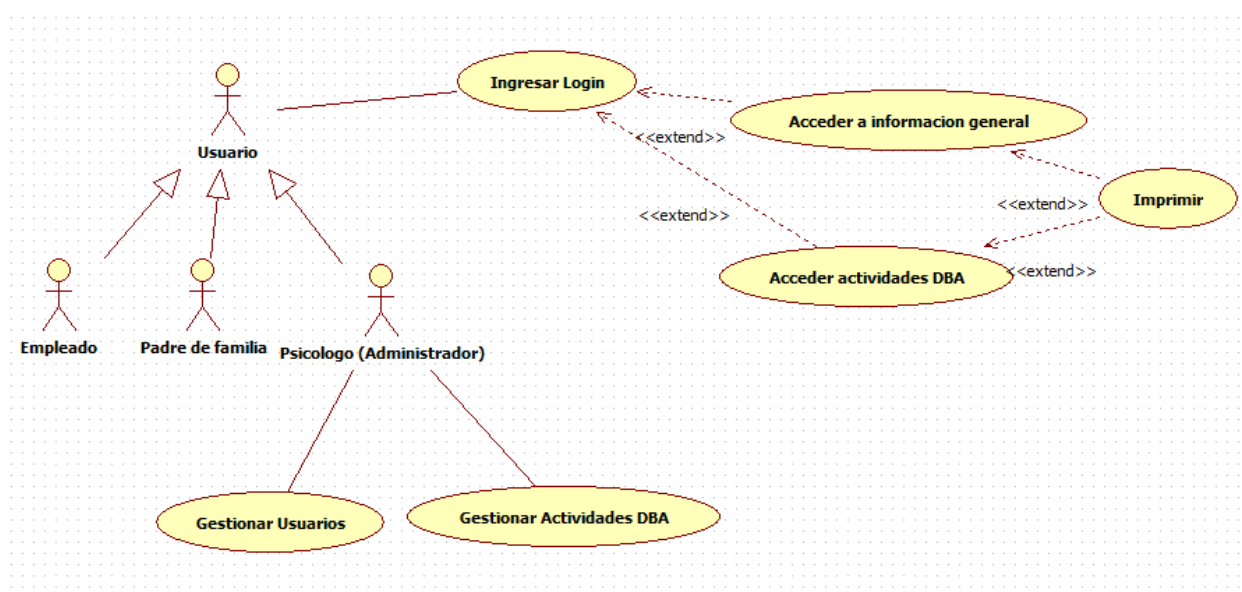 Ingresar Login
Acceder a informacion general
<<extend>>
Usuario
Imprimir
<<extend>>
<<extend>>
Acceder actividades DBA
<<extend>>
Empleado
Padre de familia
Psicologo (Administrador)
Gestionar Usuarios
Gestionar Actividades DBA